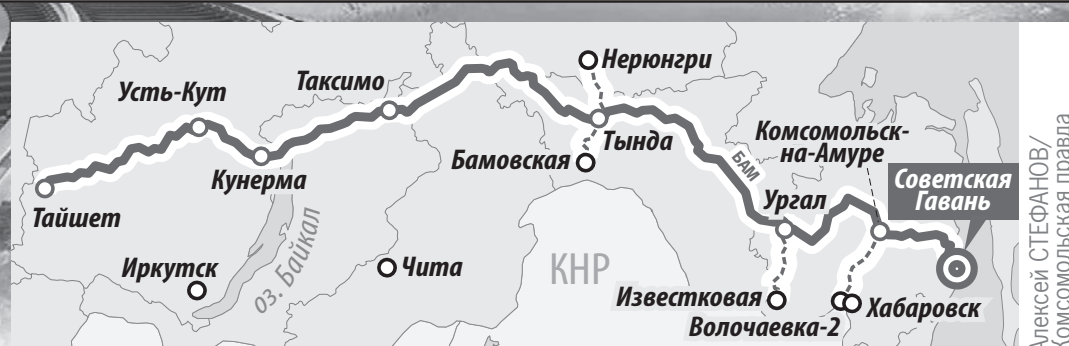 Нерюнгри
Таксимо
Усть-Кут
Комсомольск-
на-Амуре
Тында
Бамовская
БАМ
Кунерма
Советская
Гавань
Ургал
Тайшет
оз. Байкал
Иркутск
Чита
КНР
Известковая
Хабаровск
Волочаевка-2
Алексей СТЕФАНОВ/
Комсомольская правда